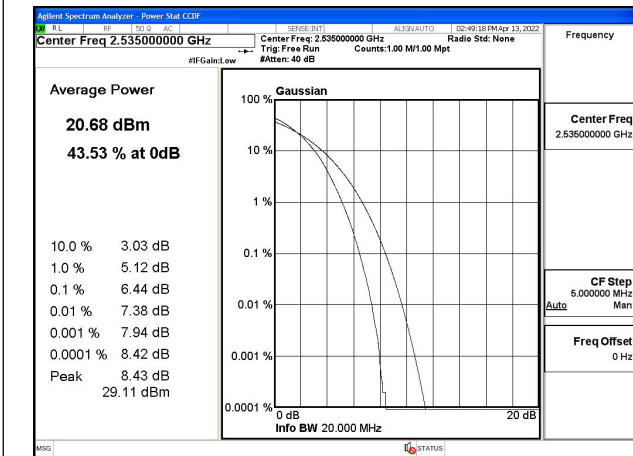 Agilent Spectrum Analyzer - Power Stat CCDF
RL RF 50 Ω AC SENSE:INT ALIGNAUTO 02:49:18 PM Apr 13, 2022
Center Freq 2.535000000 GHz
Center Freq: 2.535000000 GHz Radio Std: None
Trig: Free Run Counts:1.00 M/1.00 Mpt
#IFGain:Low #Atten: 40 dB
Frequency
Average Power
20.68 dBm
43.53 % at 0dB
10.0 % 3.03 dB
1.0 % 5.12 dB
0.1 % 6.44 dB
0.01 % 7.38 dB
0.001 % 7.94 dB
0.0001 % 8.42 dB
Peak 8.43 dB
29.11 dBm
Gaussian
100 %
10 %
1 %
0.1 %
0.01 %
0.001 %
0.0001 %
0 dB 20 dB
Info BW 20.000 MHz
Center Freq
2.535000000 GHz
CF Step
5.000000 MHz
Auto Man
Freq Offset
0 Hz
MSG STATUS